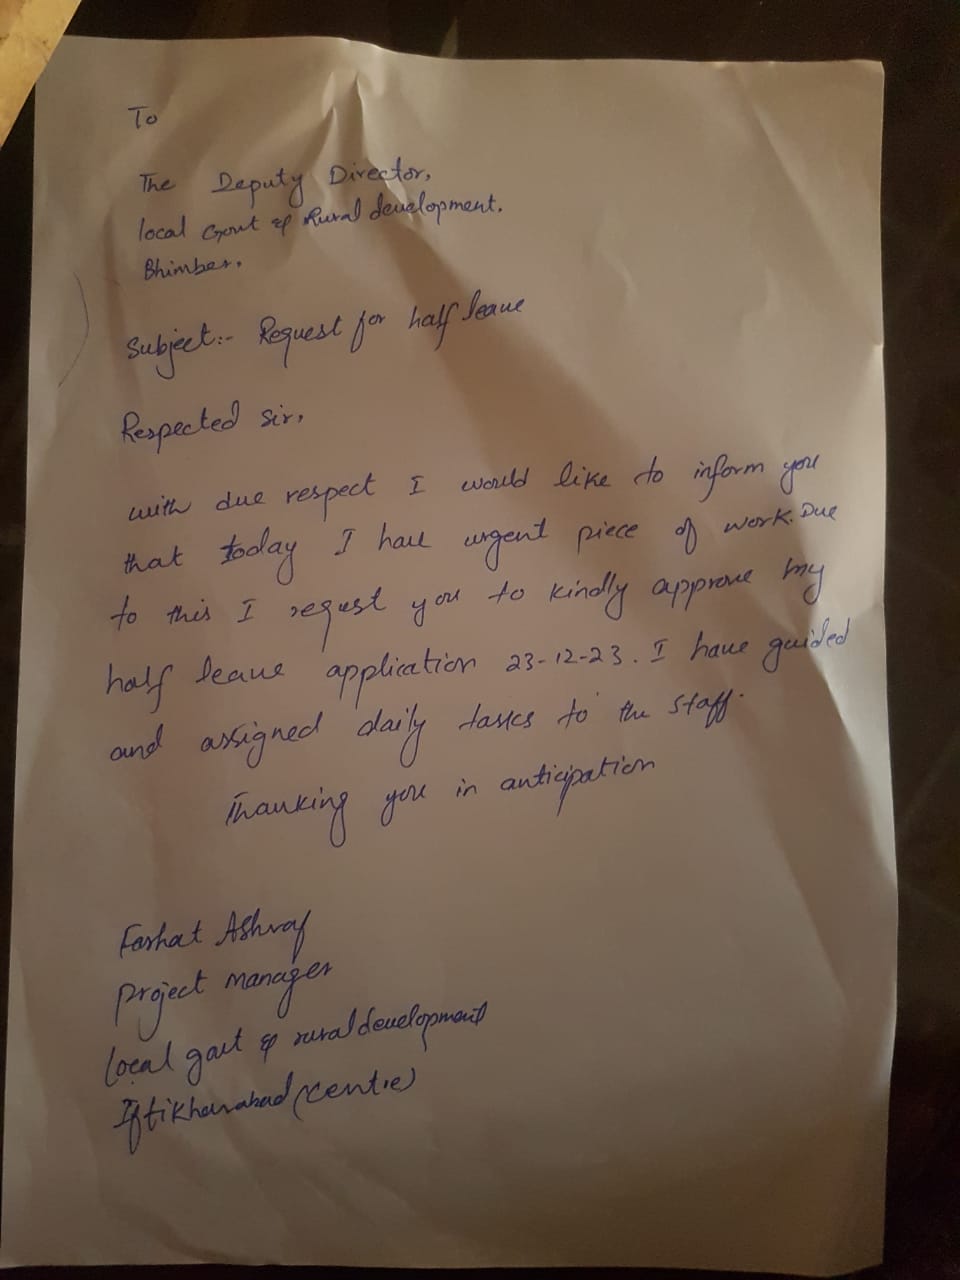 To
The Deputy Director,
local Govt & Rural development.
Bhimber.
Subject:- Request for half leave
Respected Sir,
with due respect I would like to inform you
that today I have urgent piece of work. Due
to this I requst you to kindly approve my
half leave application 23-12-23. I have guided
and assigned daily tasks to the staff.
Thanking you in anticipation
Farhat Ashraf
Project Manager
Local govt & rural development
Iftikharabad (centre)